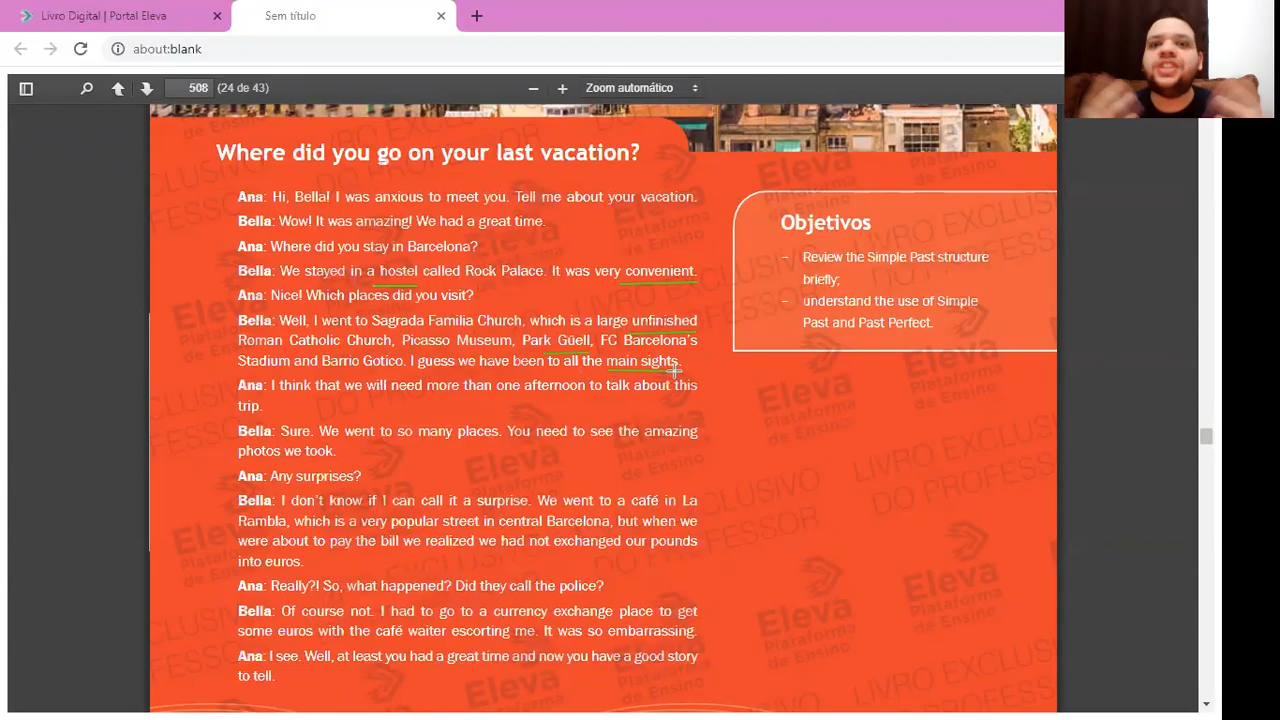 Livro Digital | Portal Eleva
Sem título
about:blank
508 (24 de 43)
Zoom automático
Where did you go on your last vacation?
Ana: Hi, Bella! I was anxious to meet you. Tell me about your vacation.
Bella: Wow! It was amazing! We had a great time.
Ana: Where did you stay in Barcelona?
Bella: We stayed in a hostel called Rock Palace. It was very convenient.
Ana: Nice! Which places did you visit?
Bella: Well, I went to Sagrada Familia Church, which is a large unfinished
Roman Catholic Church, Picasso Museum, Park Güell, FC Barcelona's
Stadium and Barrio Gotico. I guess we have been to all the main sights.
Ana: I think that we will need more than one afternoon to talk about this
trip.
Bella: Sure. We went to so many places. You need to see the amazing
photos we took.
Ana: Any surprises?
Bella: I don't know if I can call it a surprise. We went to a café in La
Rambla, which is a very popular street in central Barcelona, but when we
were about to pay the bill we realized we had not exchanged our pounds
into euros.
Ana: Really?! So, what happened? Did they call the police?
Bella: Of course not. I had to go to a currency exchange place to get
some euros with the café waiter escorting me. It was so embarrassing.
Ana: I see. Well, at least you had a great time and now you have a good story
to tell.
Objetivos
– Review the Simple Past structure
briefly;
– understand the use of Simple
Past and Past Perfect.
Eleva
Plataforma
de Ensino
LIVRO EXCLUSIVO
DO PROFESSOR